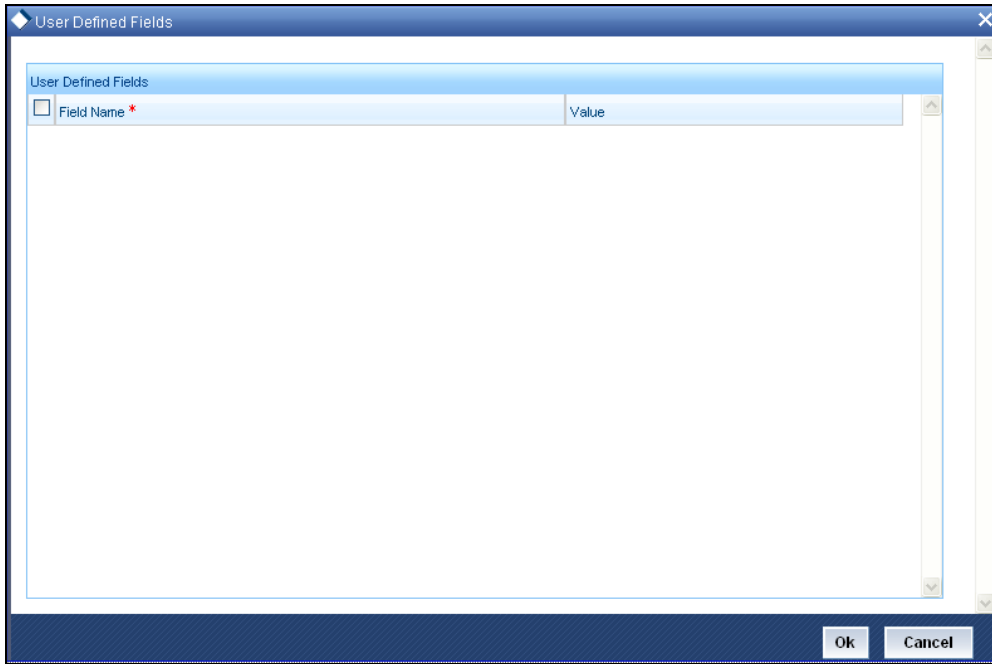 User Defined Fields
User Defined Fields
Field Name * Value
Ok Cancel